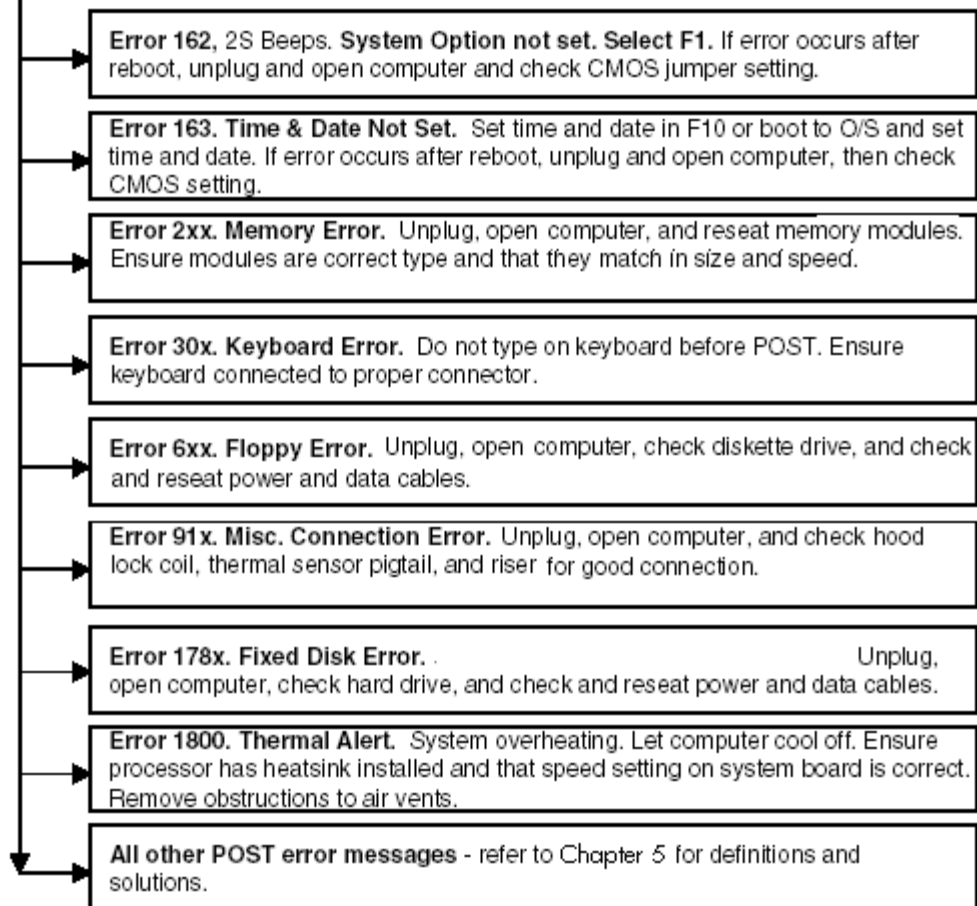 Error 162, 2S Beeps. System Option not set. Select F1. If error occurs after
reboot, unplug and open computer and check CMOS jumper setting.
Error 163. Time & Date Not Set. Set time and date in F10 or boot to O/S and set
time and date. If error occurs after reboot, unplug and open computer, then check
CMOS setting.
Error 2xx. Memory Error. Unplug, open computer, and reseat memory modules.
Ensure modules are correct type and that they match in size and speed.
Error 30x. Keyboard Error. Do not type on keyboard before POST. Ensure
keyboard connected to proper connector.
Error 6xx. Floppy Error. Unplug, open computer, check diskette drive, and check
and reseat power and data cables.
Error 91x. Misc. Connection Error. Unplug, open computer, and check hood
lock coil, thermal sensor pigtail, and riser for good connection.
Error 178x. Fixed Disk Error. Unplug,
open computer, check hard drive, and check and reseat power and data cables.
Error 1800. Thermal Alert. System overheating. Let computer cool off. Ensure
processor has heatsink installed and that speed setting on system board is correct.
Remove obstructions to air vents.
All other POST error messages - refer to Chapter 5 for definitions and
solutions.